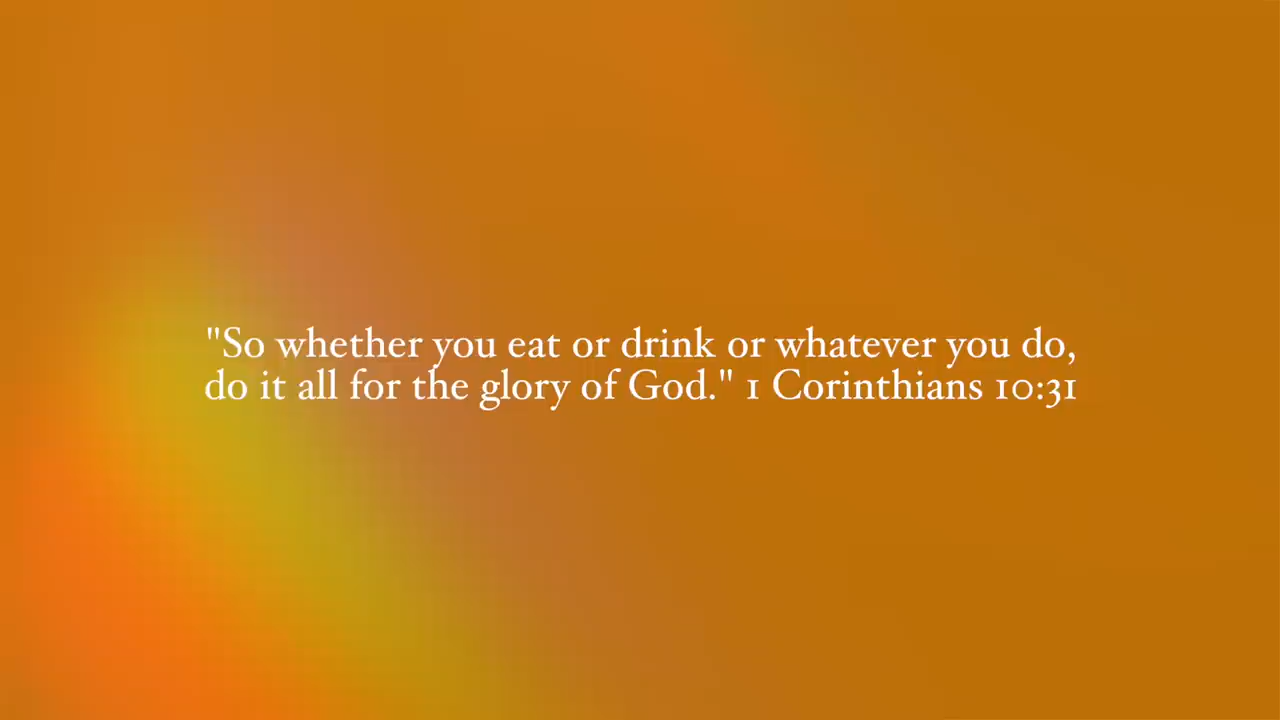 "So whether you eat or drink or whatever you do,
do it all for the glory of God." 1 Corinthians 10:31